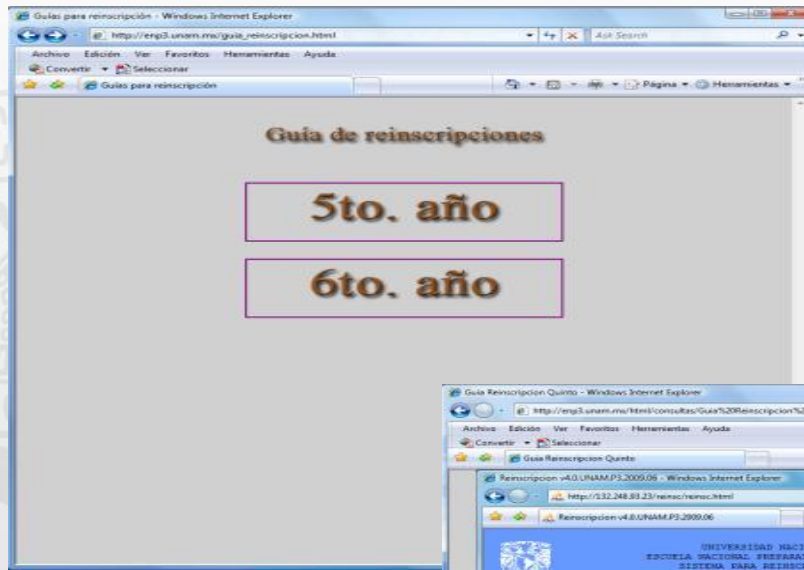 Guías para reinscripción - Windows Internet Explorer
http://enp3.unam.mx/guia_reinscripcion.html
Ask Search
Archivo Edición Ver Favoritos Herramientas Ayuda
Convertir Seleccionar
Guías para reinscripción
Página Herramientas
Guía de reinscripciones
5to. año
6to. año
Guia Reinscripcion Quinto - Windows Internet Explorer
http://enp3.unam.mx/html/consultas/Guia%20Reinscripcion%2
Archivo Edición Ver Favoritos Herramientas Ayuda
Convertir Seleccionar
Guia Reinscripcion Quinto
Reinscripcion v4.0.UNAM.P3.2009.06 - Windows Internet Explorer
http://132.248.93.23/reinsc/reinsc.html
Reinscripcion v4.0.UNAM.P3.2009.06
UNIVERSIDAD NACI
ESCUELA NACIONAL PREPARA
SISTEMA PARA REINSC